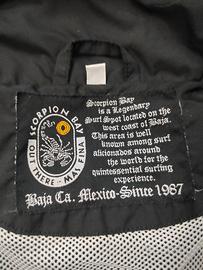 SCORPION BAY
OUT THERE - MAS FINA
Scorpion Bay
is a Legendary
Surf Spot located on the
west coast of Baja.
This area is well
known among surf
aficionados around
the world for the
quintessential surfing
experience.
Baja Ca. Mexico-Since 1987